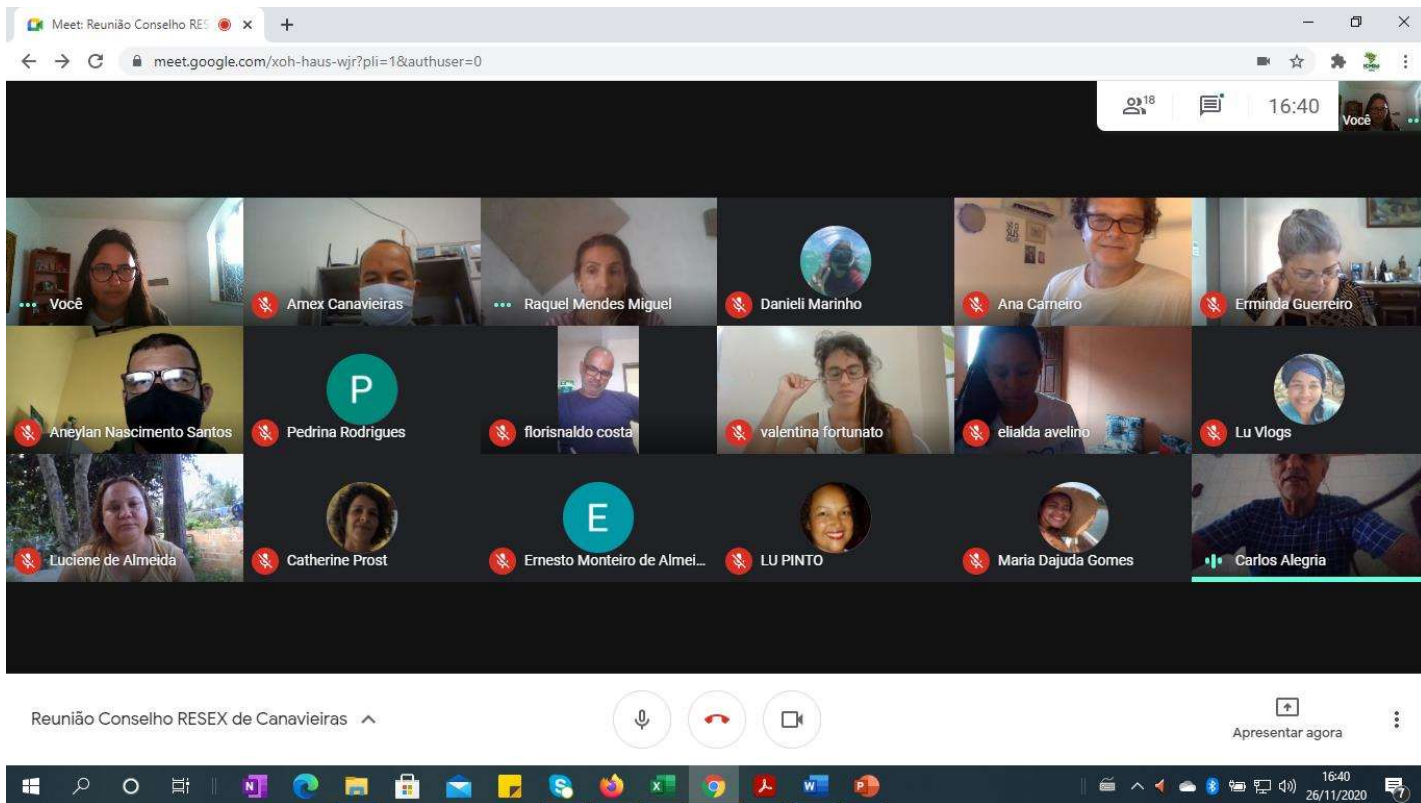 Meet: Reunião Conselho RES
meet.google.com/xoh-haus-wjr?pli=1&authuser=0
18
16:40
Você
Você
Amex Canavieiras
Raquel Mendes Miguel
Danieli Marinho
Ana Carneiro
Erminda Guerreiro
Aneylan Nascimento Santos
P
Pedrina Rodrigues
florisnaldo costa
valentina fortunato
elialda avelino
Lu Vlogs
Luciene de Almeida
Catherine Prost
E
Ernesto Monteiro de Almei...
LU PINTO
Maria Dajuda Gomes
Carlos Alegria
Reunião Conselho RESEX de Canavieiras
Apresentar agora
16:40
26/11/2020
7